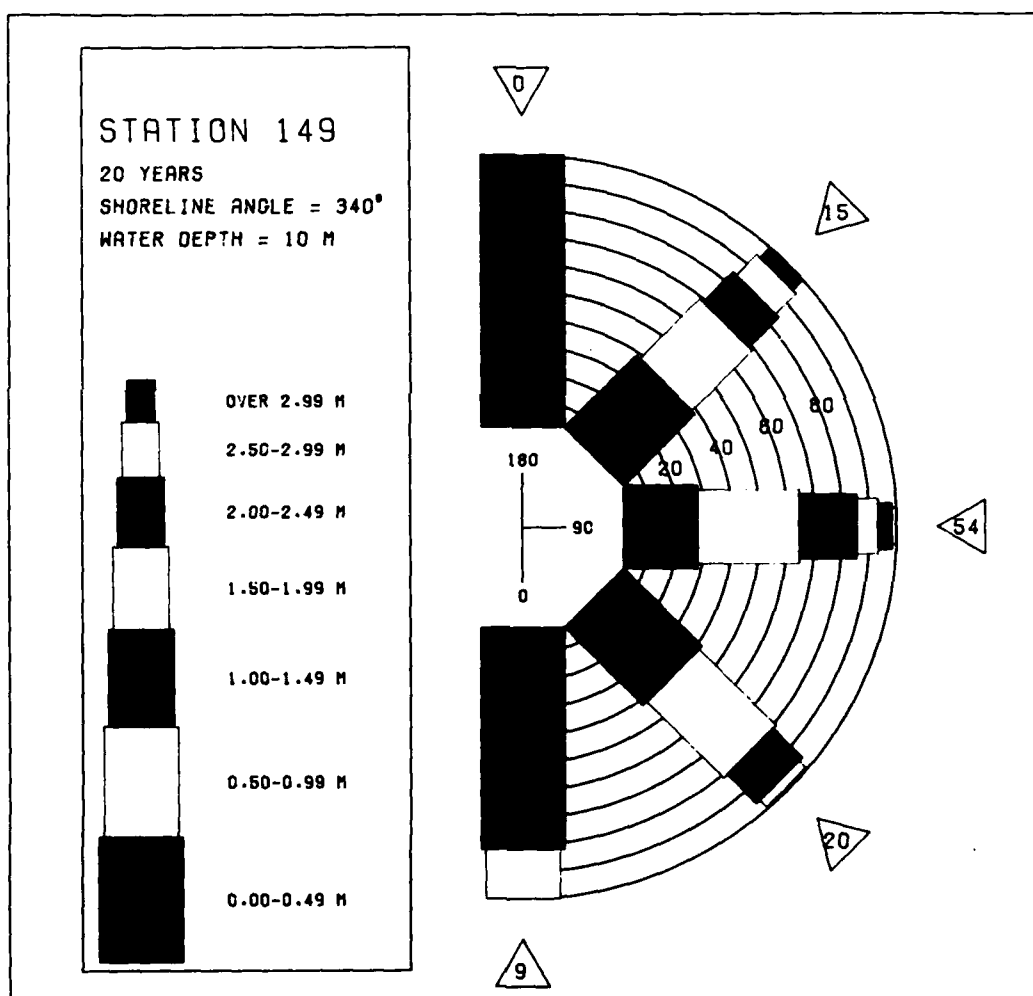 STATION 149
20 YEARS
SHORELINE ANGLE = 340°
WATER DEPTH = 10 M
OVER 2.99 M
2.50-2.99 M
2.00-2.49 M
1.50-1.99 M
1.00-1.49 M
0.50-0.99 M
0.00-0.49 M
0
15
80
60
40
20
180
90
0
54
20
9